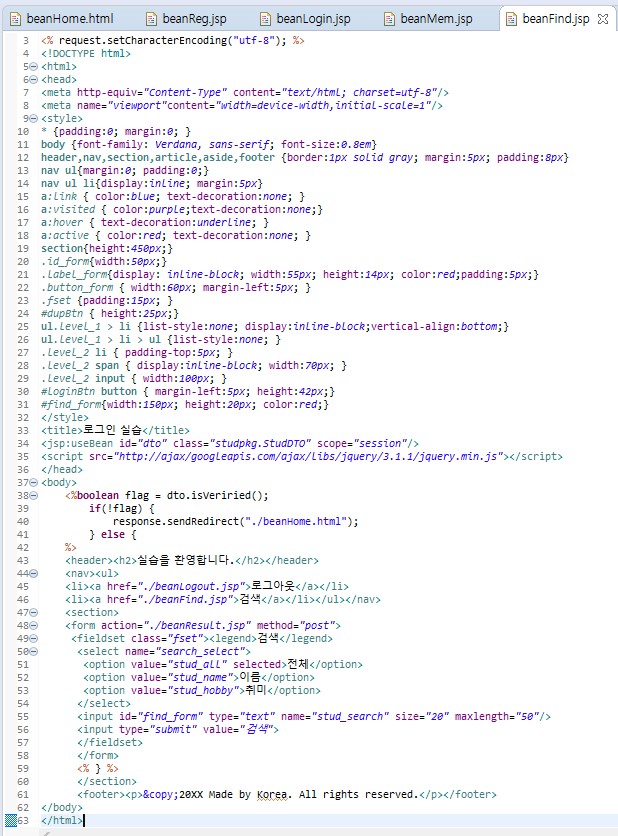 beanHome.html beanReg.jsp beanLogin.jsp beanMem.jsp beanFind.jsp
3 <% request.setCharacterEncoding("utf-8"); %>
4 <!DOCTYPE html>
5 <html>
6 <head>
7 <meta http-equiv="Content-Type" content="text/html; charset=utf-8"/>
8 <meta name="viewport"content="width=device-width,initial-scale=1"/>
9 <style>
10 * {padding:0; margin:0; }
11 body {font-family: Verdana, sans-serif; font-size:0.8em}
12 header,nav,section,article,aside,footer {border:1px solid gray; margin:5px; padding:8px}
13 nav ul{margin:0; padding:0;}
14 nav ul li{display:inline; margin:5px}
15 a:link { color:blue; text-decoration:none; }
16 a:visited { color:purple;text-decoration:none;}
17 a:hover { text-decoration:underline; }
18 a:active { color:red; text-decoration:none; }
19 section{height:450px;}
20 .id_form{width:50px;}
21 .label_form{display: inline-block; width:55px; height:14px; color:red;padding:5px;}
22 .button_form { width:60px; margin-left:5px; }
23 .fset {padding:15px; }
24 #dupBtn { height:25px;}
25 ul.level_1 > li {list-style:none; display:inline-block;vertical-align:bottom;}
26 ul.level_1 > li > ul {list-style:none; }
27 .level_2 li { padding-top:5px; }
28 .level_2 span { display:inline-block; width:70px; }
29 .level_2 input { width:100px; }
30 #loginBtn button { margin-left:5px; height:42px;}
31 #find_form{width:150px; height:20px; color:red;}
32 </style>
33 <title>로그인 실습</title>
34 <jsp:useBean id="dto" class="studpkg.StudDTO" scope="session"/>
35 <script src="http://ajax/googleapis.com/ajax/libs/jquery/3.1.1/jquery.min.js"></script>
36 </head>
37 <body>
38 <%boolean flag = dto.isVeriried();
39 if(!flag) {
40 response.sendRedirect("./beanHome.html");
41 } else {
42 %>
43 <header><h2>실습을 환영합니다.</h2></header>
44 <nav><ul>
45 <li><a href="./beanLogout.jsp">로그아웃</a></li>
46 <li><a href="./beanFind.jsp">검색</a></li></ul></nav>
47 <section>
48 <form action="./beanResult.jsp" method="post">
49 <fieldset class="fset"><legend>검색</legend>
50 <select name="search_select">
51 <option value="stud_all" selected>전체</option>
52 <option value="stud_name">이름</option>
53 <option value="stud_hobby">취미</option>
54 </select>
55 <input id="find_form" type="text" name="stud_search" size="20" maxlength="50"/>
56 <input type="submit" value="검색">
57 </fieldset>
58 </form>
59 <% } %>
60 </section>
61 <footer><p>&copy;20XX Made by Korea. All rights reserved.</p></footer>
62 </body>
63 </html>